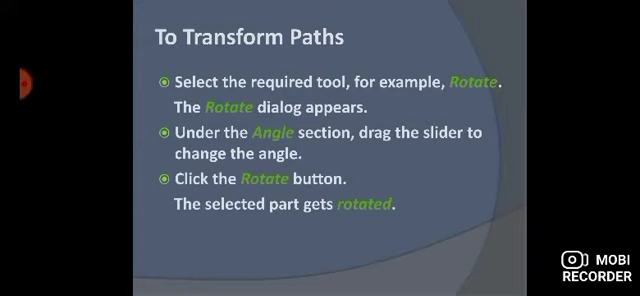 To Transform Paths
Select the required tool, for example, Rotate.
The Rotate dialog appears.
Under the Angle section, drag the slider to
change the angle.
Click the Rotate button.
The selected part gets rotated.
MOBI
RECORDER